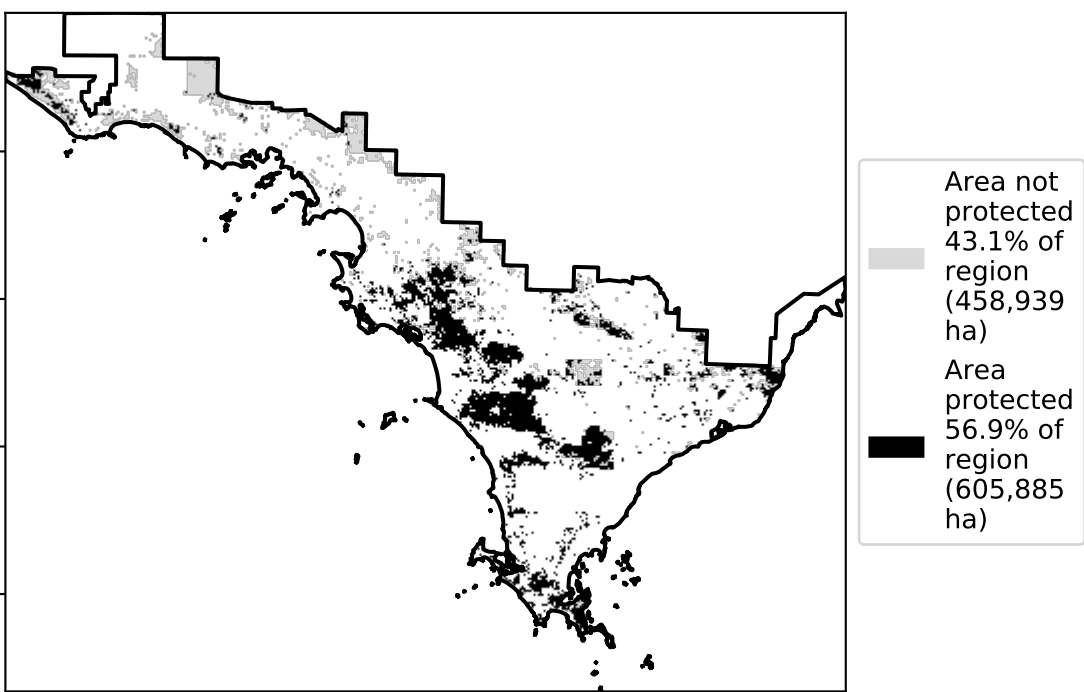 Area not
protected
43.1% of
region
(458,939
ha)
Area
protected
56.9% of
region
(605,885
ha)